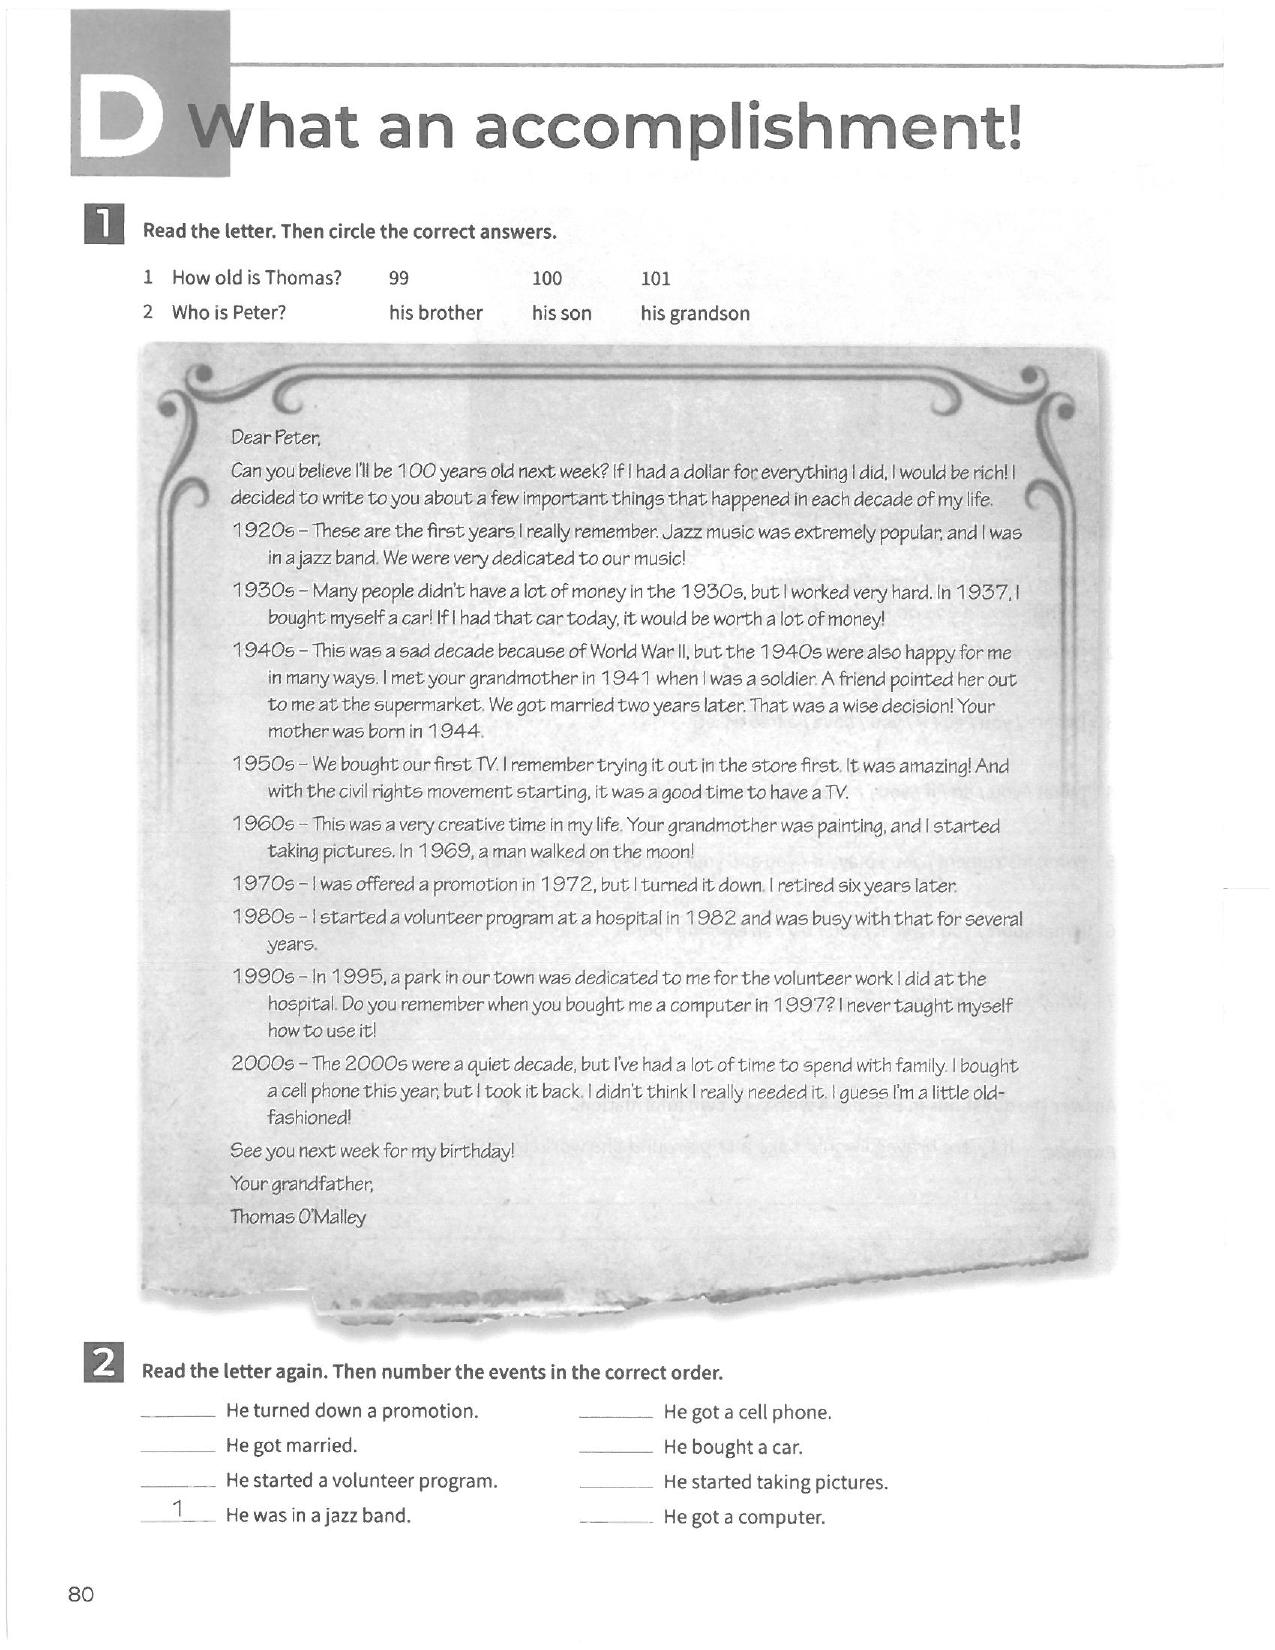 D What an accomplishment!
1 Read the letter. Then circle the correct answers.
1 How old is Thomas? 99 100 101
2 Who is Peter? his brother his son his grandson
Dear Peter,
Can you believe I'll be 100 years old next week? If I had a dollar for everything I did, I would be rich! I
decided to write to you about a few important things that happened in each decade of my life.
1920s – These are the first years I really remember. Jazz music was extremely popular, and I was
in a jazz band. We were very dedicated to our music!
1930s – Many people didn't have a lot of money in the 1930s, but I worked very hard. In 1937, I
bought myself a car! If I had that car today, it would be worth a lot of money!
1940s – This was a sad decade because of World War II, but the 1940s were also happy for me
in many ways. I met your grandmother in 1941 when I was a soldier. A friend pointed her out
to me at the supermarket. We got married two years later. That was a wise decision! Your
mother was born in 1944.
1950s – We bought our first TV. I remember trying it out in the store first. It was amazing! And
with the civil rights movement starting, it was a good time to have a TV.
1960s – This was a very creative time in my life. Your grandmother was painting, and I started
taking pictures. In 1969, a man walked on the moon!
1970s – I was offered a promotion in 1972, but I turned it down. I retired six years later.
1980s – I started a volunteer program at a hospital in 1982 and was busy with that for several
years.
1990s – In 1995, a park in our town was dedicated to me for the volunteer work I did at the
hospital. Do you remember when you bought me a computer in 1997? I never taught myself
how to use it!
2000s – The 2000s were a quiet decade, but I've had a lot of time to spend with family. I bought
a cell phone this year, but I took it back. I didn't think I really needed it. I guess I'm a little old-
fashioned!
See you next week for my birthday!
Your grandfather,
Thomas O'Malley
2 Read the letter again. Then number the events in the correct order.
He turned down a promotion.
He got married.
He started a volunteer program.
1 He was in a jazz band.
He got a cell phone.
He bought a car.
He started taking pictures.
He got a computer.
80